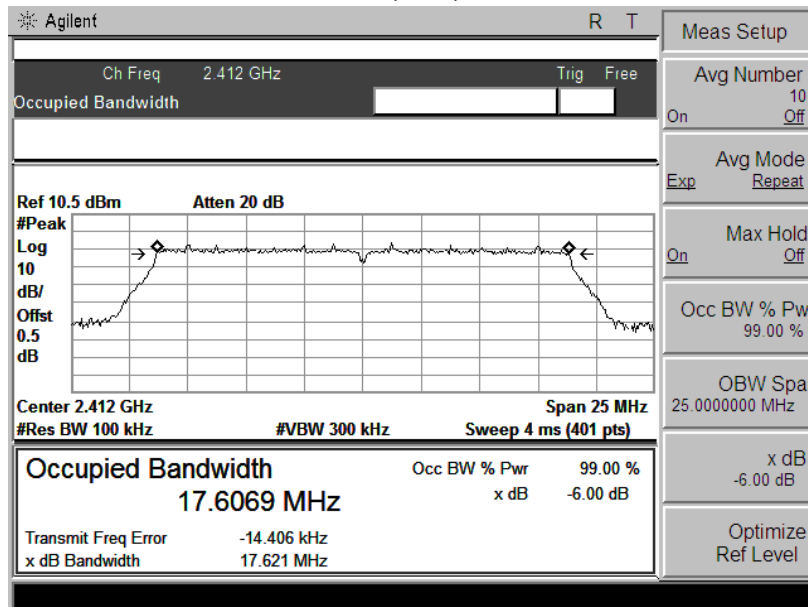 Agilent R T
Ch Freq 2.412 GHz Trig Free
Occupied Bandwidth
Ref 10.5 dBm Atten 20 dB
#Peak
Log
10
dB/
Offst
0.5
dB
Center 2.412 GHz Span 25 MHz
#Res BW 100 kHz #VBW 300 kHz Sweep 4 ms (401 pts)
Occupied Bandwidth Occ BW % Pwr 99.00 %
17.6069 MHz x dB -6.00 dB
Transmit Freq Error -14.406 kHz
x dB Bandwidth 17.621 MHz
Meas Setup
Avg Number
10
On Off
Avg Mode
Exp Repeat
Max Hold
On Off
Occ BW % Pw
99.00 %
OBW Spa
25.0000000 MHz
x dB
-6.00 dB
Optimize
Ref Level